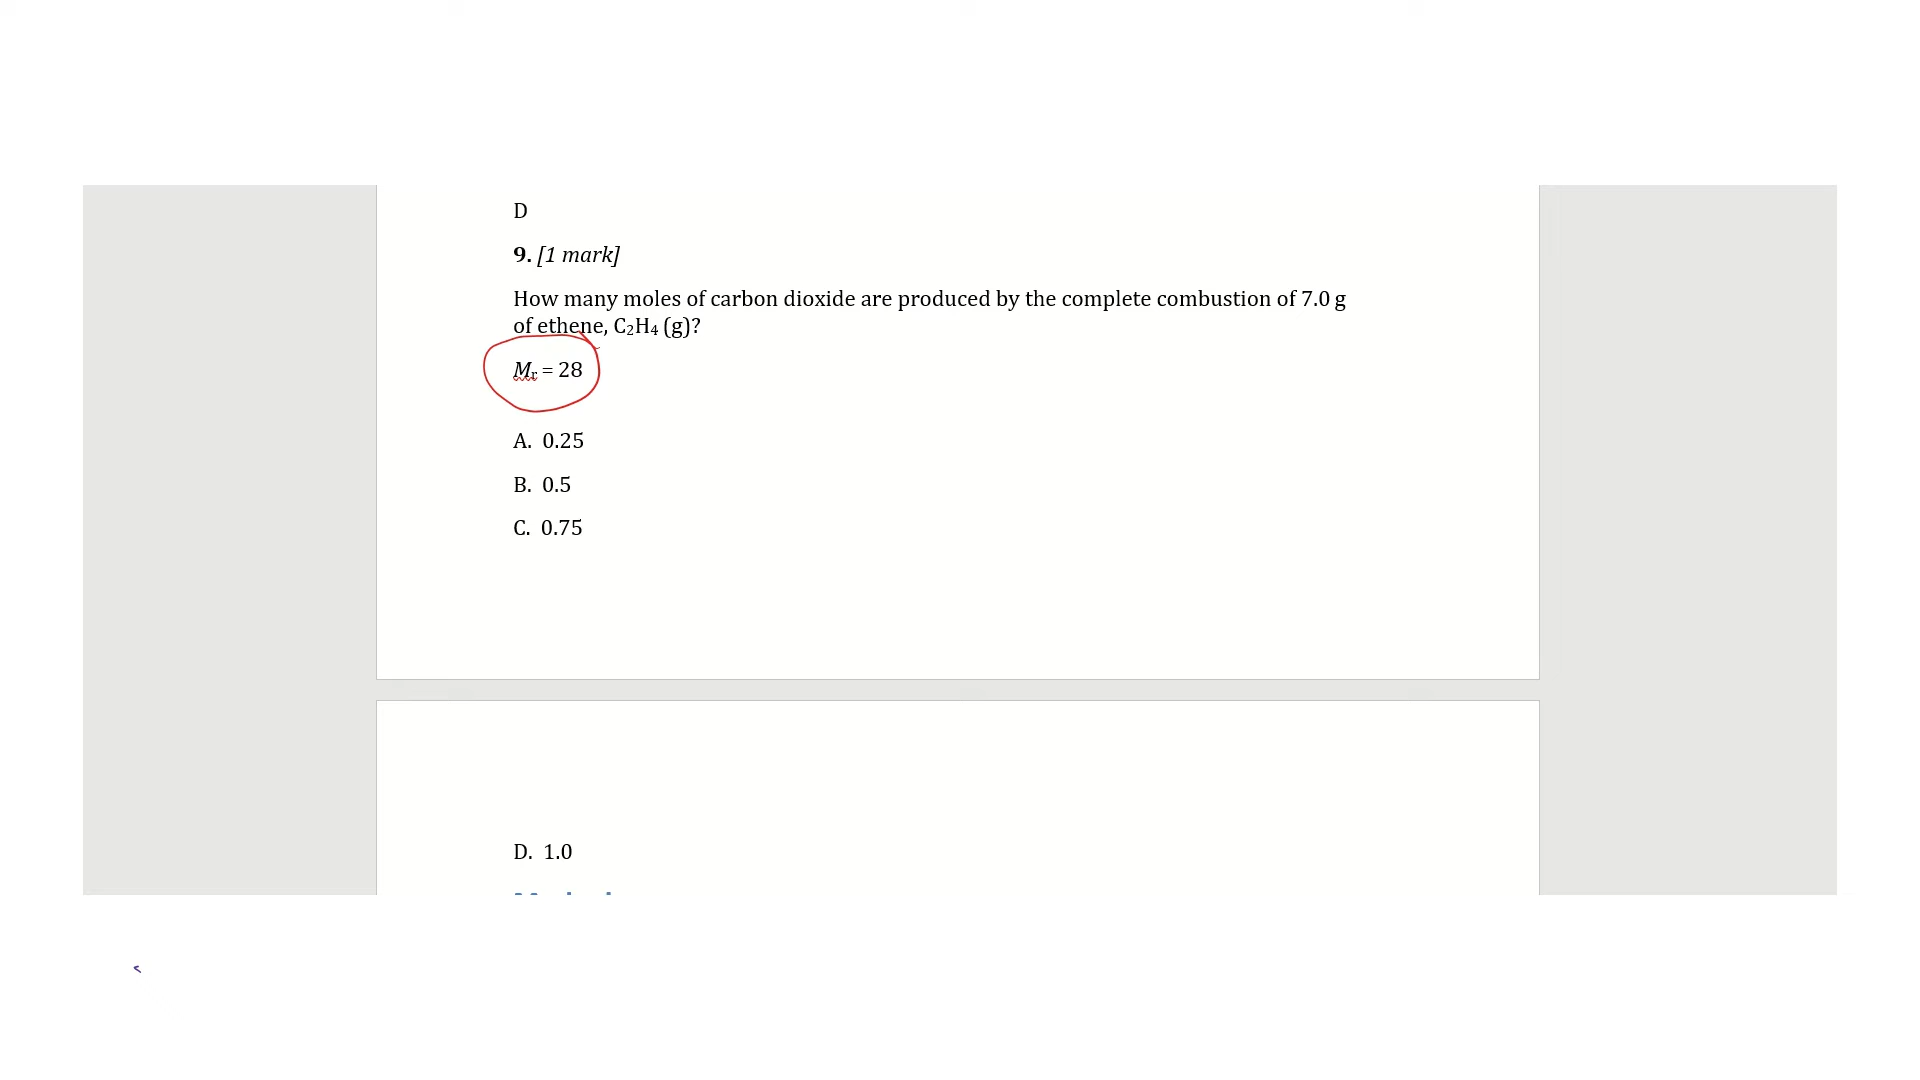 D
9. [1 mark]
How many moles of carbon dioxide are produced by the complete combustion of 7.0 g
of ethene, C₂H₄ (g)?
Mᵣ = 28
A. 0.25
B. 0.5
C. 0.75
D. 1.0